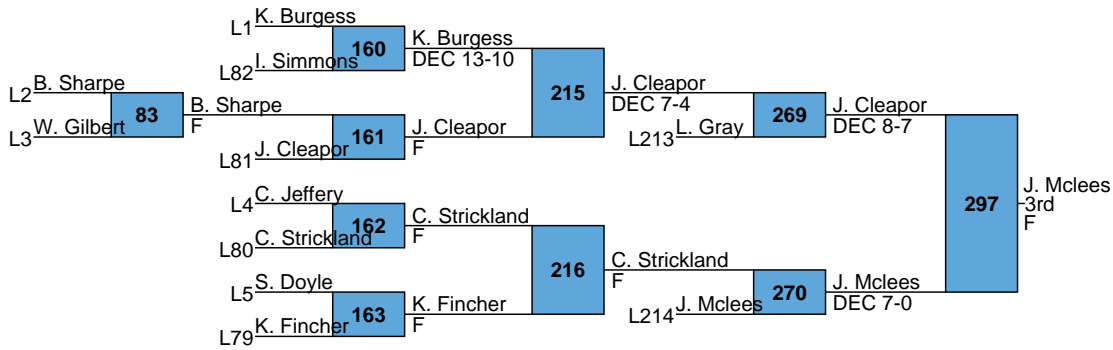 L1 K. Burgess
160
L82 I. Simmons
K. Burgess
DEC 13-10
L2 B. Sharpe
83
L3 W. Gilbert
B. Sharpe
F
161
L81 J. Cleapor
J. Cleapor
F
215
J. Cleapor
DEC 7-4
269
L213 L. Gray
J. Cleapor
DEC 8-7
L4 C. Jeffery
162
L80 C. Strickland
C. Strickland
F
L5 S. Doyle
163
L79 K. Fincher
K. Fincher
F
216
C. Strickland
F
270
L214 J. Mclees
J. Mclees
DEC 7-0
297
J. Mclees
3rd
F